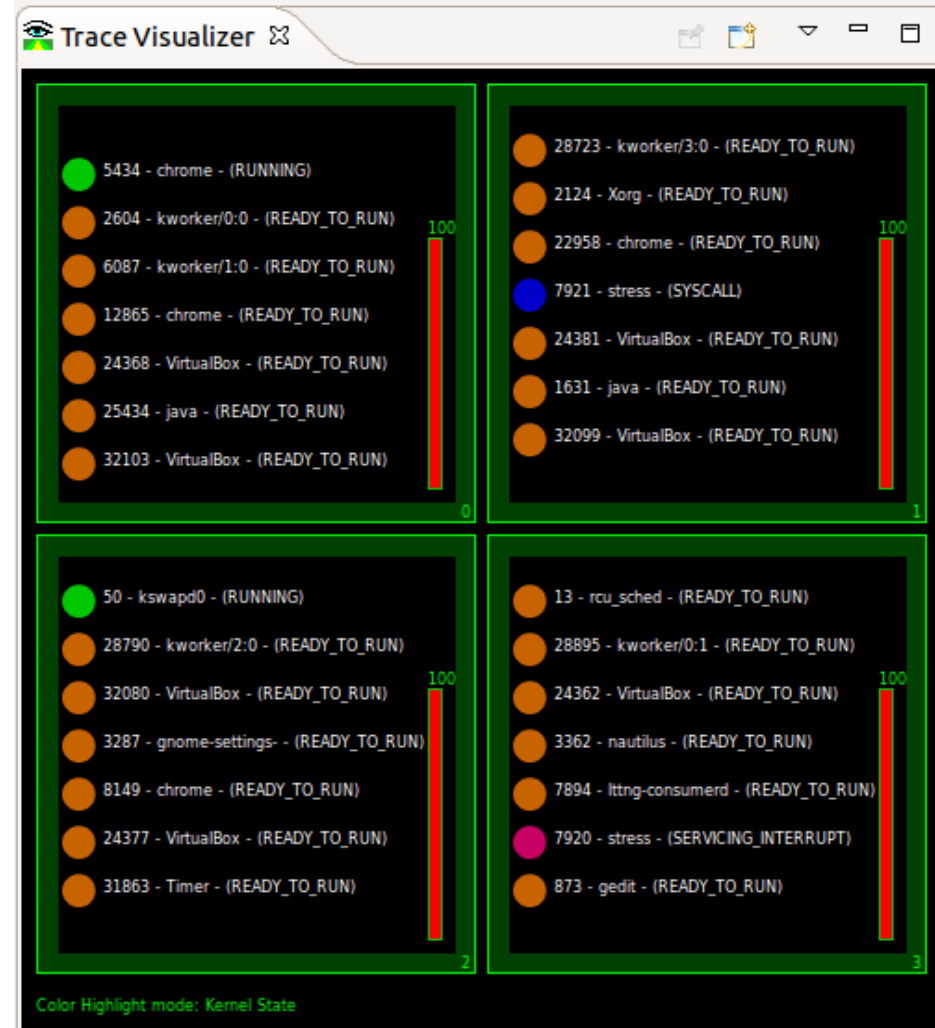 Trace Visualizer
5434 - chrome - (RUNNING)
2604 - kworker/0:0 - (READY_TO_RUN)
6087 - kworker/1:0 - (READY_TO_RUN)
12865 - chrome - (READY_TO_RUN)
24368 - VirtualBox - (READY_TO_RUN)
25434 - java - (READY_TO_RUN)
32103 - VirtualBox - (READY_TO_RUN)
100
0
28723 - kworker/3:0 - (READY_TO_RUN)
2124 - Xorg - (READY_TO_RUN)
22958 - chrome - (READY_TO_RUN)
7921 - stress - (SYSCALL)
24381 - VirtualBox - (READY_TO_RUN)
1631 - java - (READY_TO_RUN)
32099 - VirtualBox - (READY_TO_RUN)
100
1
50 - kswapd0 - (RUNNING)
28790 - kworker/2:0 - (READY_TO_RUN)
32080 - VirtualBox - (READY_TO_RUN)
3287 - gnome-settings- - (READY_TO_RUN)
8149 - chrome - (READY_TO_RUN)
24377 - VirtualBox - (READY_TO_RUN)
31863 - Timer - (READY_TO_RUN)
100
2
13 - rcu_sched - (READY_TO_RUN)
28895 - kworker/0:1 - (READY_TO_RUN)
24362 - VirtualBox - (READY_TO_RUN)
3362 - nautilus - (READY_TO_RUN)
7894 - lttng-consumerd - (READY_TO_RUN)
7920 - stress - (SERVICING_INTERRUPT)
873 - gedit - (READY_TO_RUN)
100
3
Color Highlight mode: Kernel State